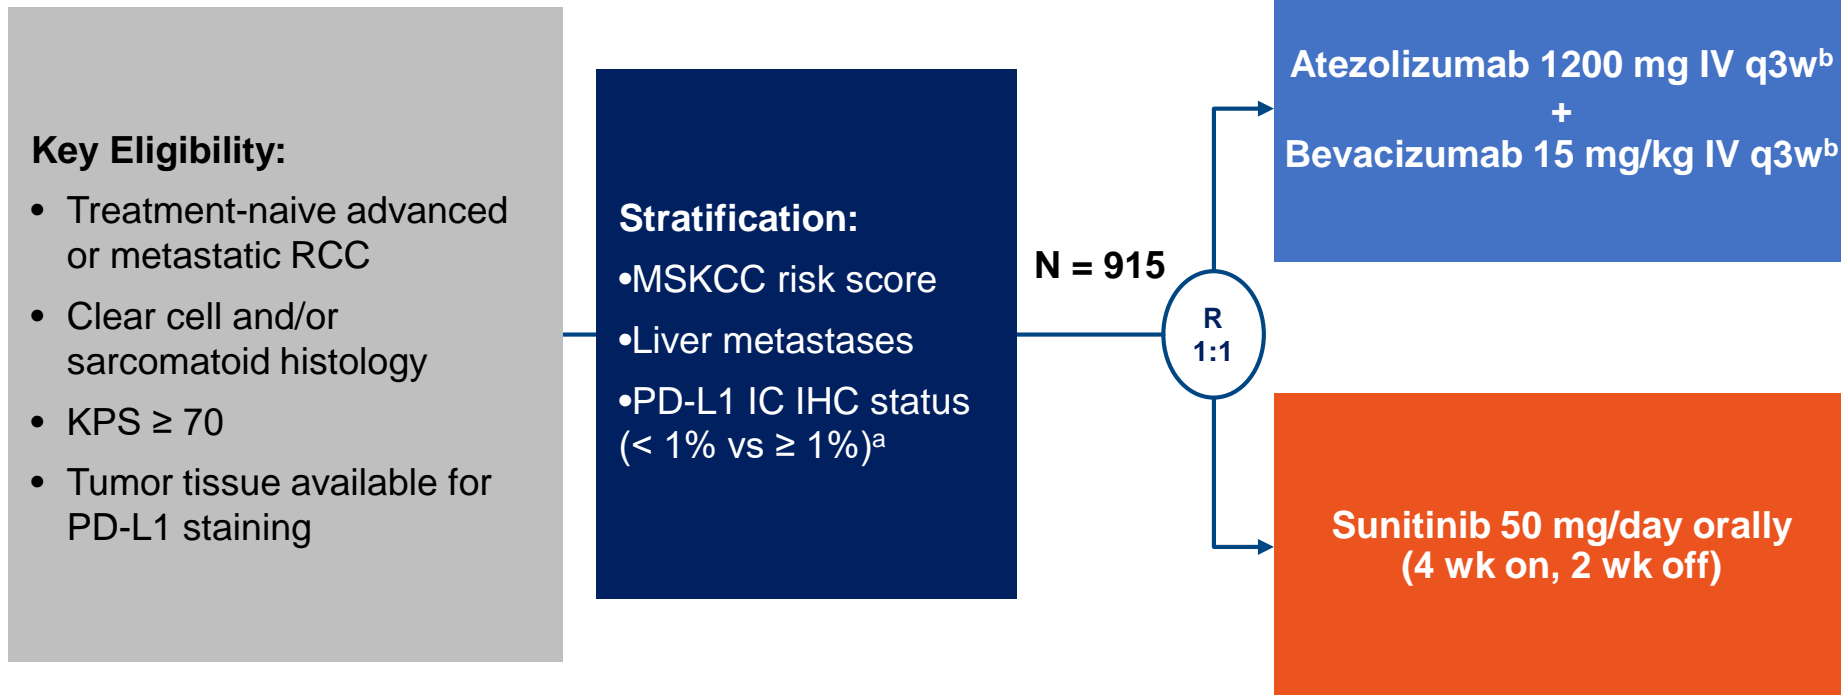 Key Eligibility:
• Treatment-naive advanced
or metastatic RCC
• Clear cell and/or
sarcomatoid histology
• KPS ≥ 70
• Tumor tissue available for
PD-L1 staining
Stratification:
•MSKCC risk score
•Liver metastases
•PD-L1 IC IHC status
(< 1% vs ≥ 1%)ᵃ
N = 915
R
1:1
Atezolizumab 1200 mg IV q3wᵇ
+
Bevacizumab 15 mg/kg IV q3wᵇ
Sunitinib 50 mg/day orally
(4 wk on, 2 wk off)